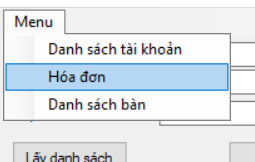 Menu
Danh sách tài khoản
Hóa đơn
Danh sách bàn
Lấy danh sách